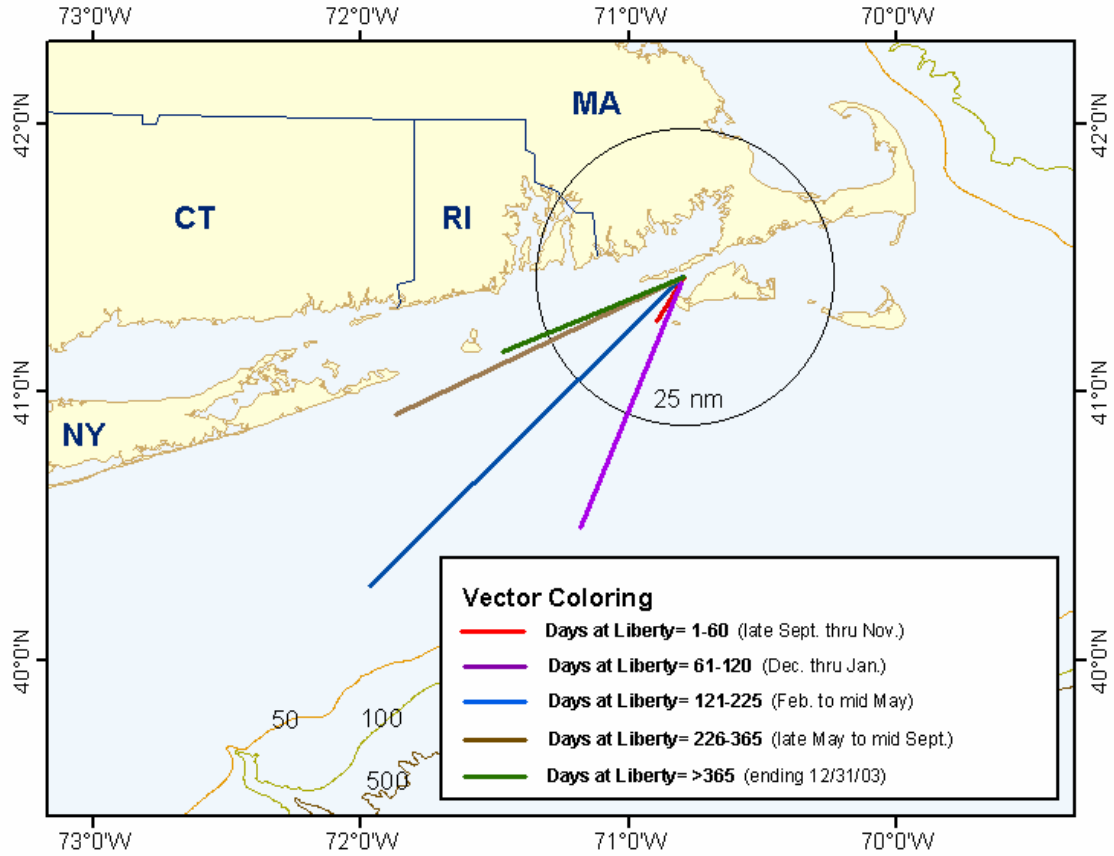 73°0'W 72°0'W 71°0'W 70°0'W
42°0'N
42°0'N
MA
CT
RI
41°0'N
41°0'N
25 nm
NY
Vector Coloring
Days at Liberty= 1-60 (late Sept. thru Nov.)
Days at Liberty= 61-120 (Dec. thru Jan.)
Days at Liberty= 121-225 (Feb. to mid May)
Days at Liberty= 226-365 (late May to mid Sept.)
Days at Liberty= >365 (ending 12/31/03)
40°0'N
40°0'N
50
100
500
73°0'W 72°0'W 71°0'W 70°0'W